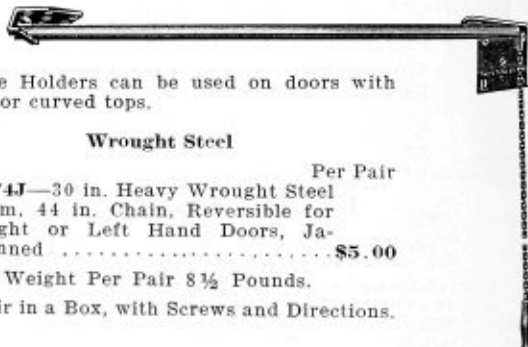 e Holders can be used on doors with
or curved tops.
Wrought Steel
Per Pair
74J—30 in. Heavy Wrought Steel
m, 44 in. Chain, Reversible for
ght or Left Hand Doors, Ja-
nned ..................... $5.00
Weight Per Pair 8½ Pounds.
ir in a Box, with Screws and Directions.